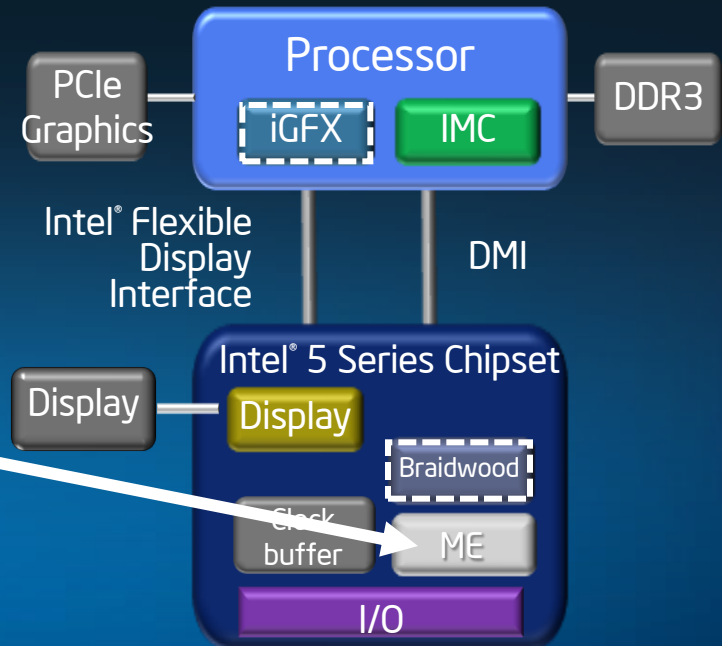 Processor
PCIe
Graphics
iGFX
IMC
DDR3
Intel® Flexible
Display
Interface
DMI
Intel® 5 Series Chipset
Display
Display
Braidwood
Clock
buffer
ME
I/O